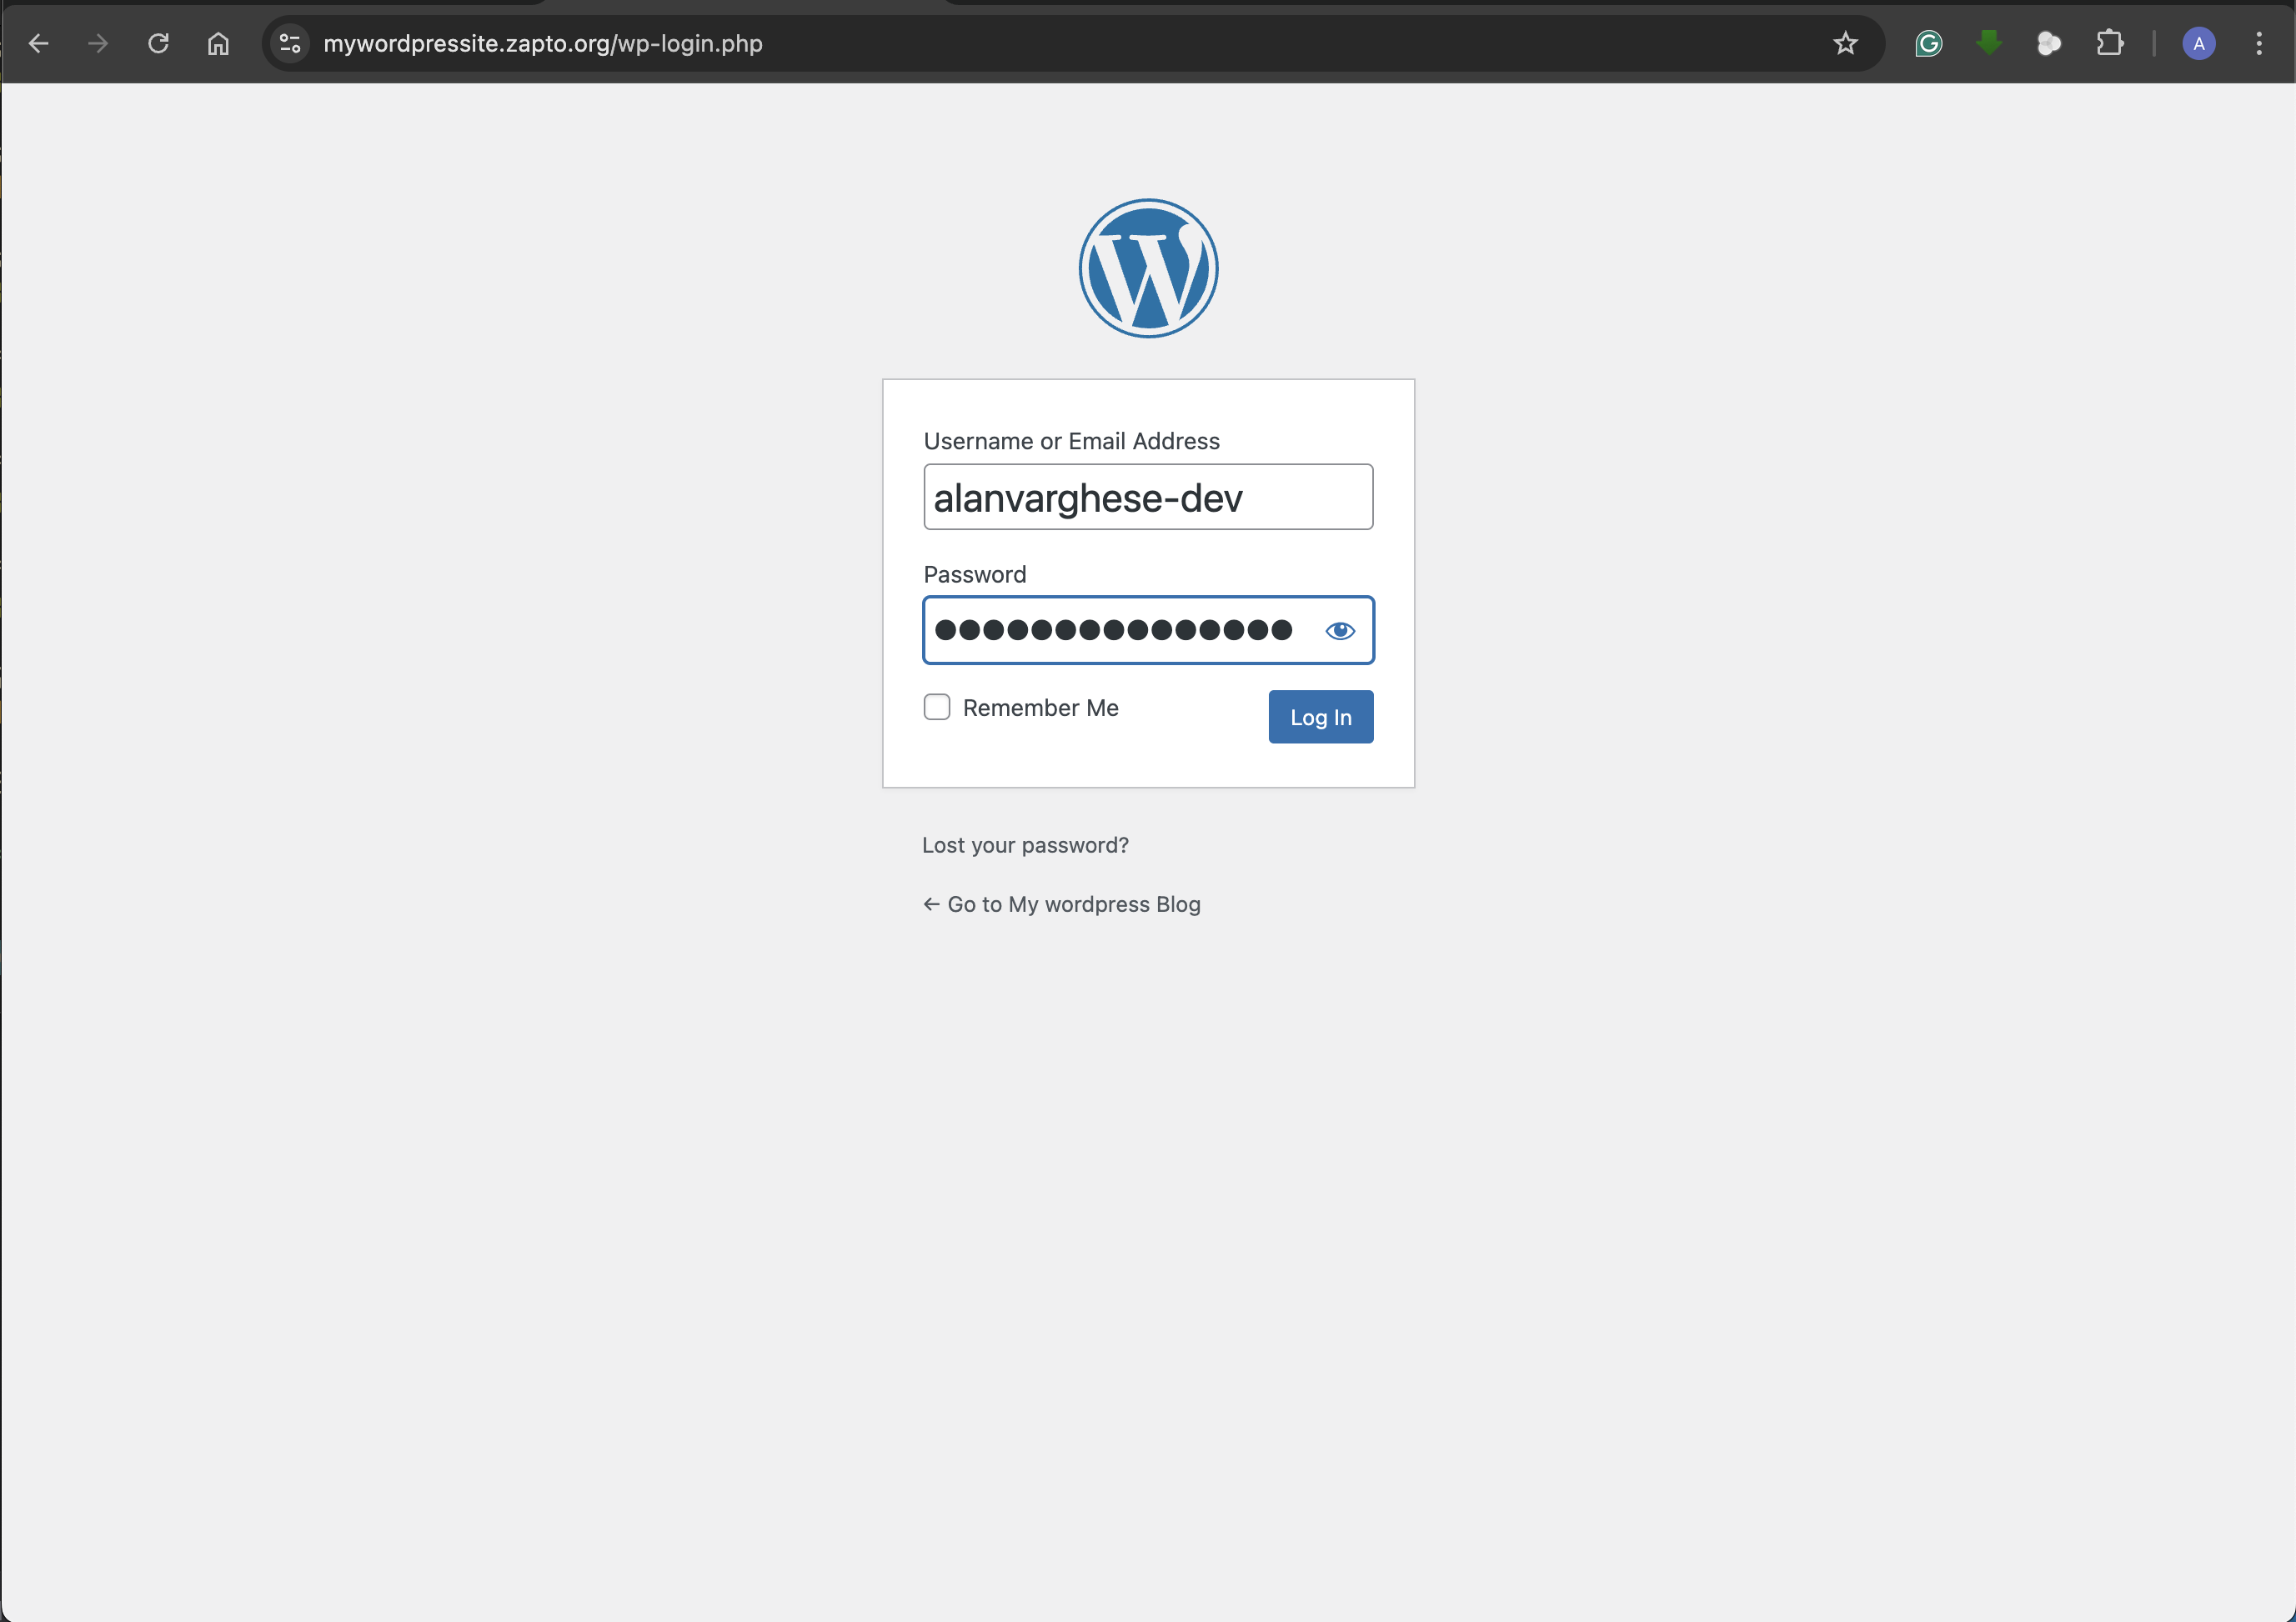 mywordpressite.zapto.org/wp-login.php
A
Username or Email Address
alanvarghese-dev
Password
Remember Me
Log In
Lost your password?
← Go to My wordpress Blog